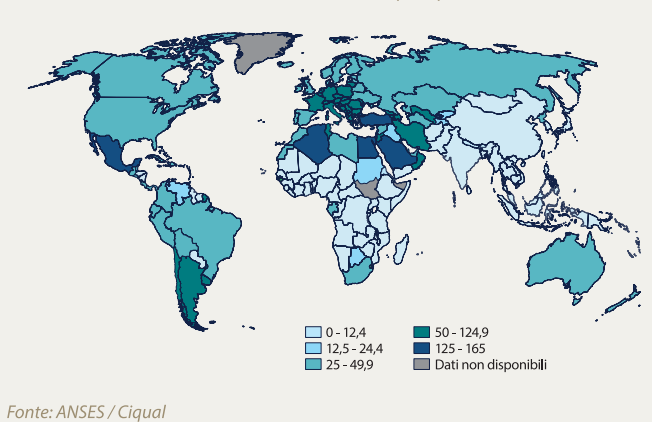 0 - 12,4
12,5 - 24,4
25 - 49,9
50 - 124,9
125 - 165
Dati non disponibili
Fonte: ANSES / Ciqual